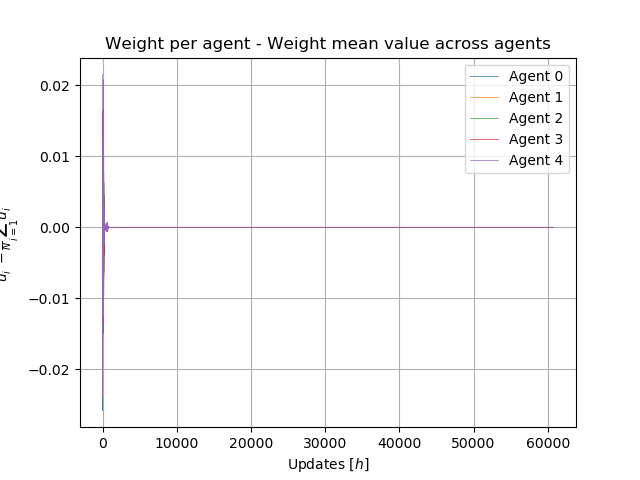 Weight per agent - Weight mean value across agents
Agent 0
Agent 1
Agent 2
Agent 3
Agent 4
0.02
0.01
0.00
−0.01
−0.02
0
10000
20000
30000
40000
50000
60000
Updates [h]